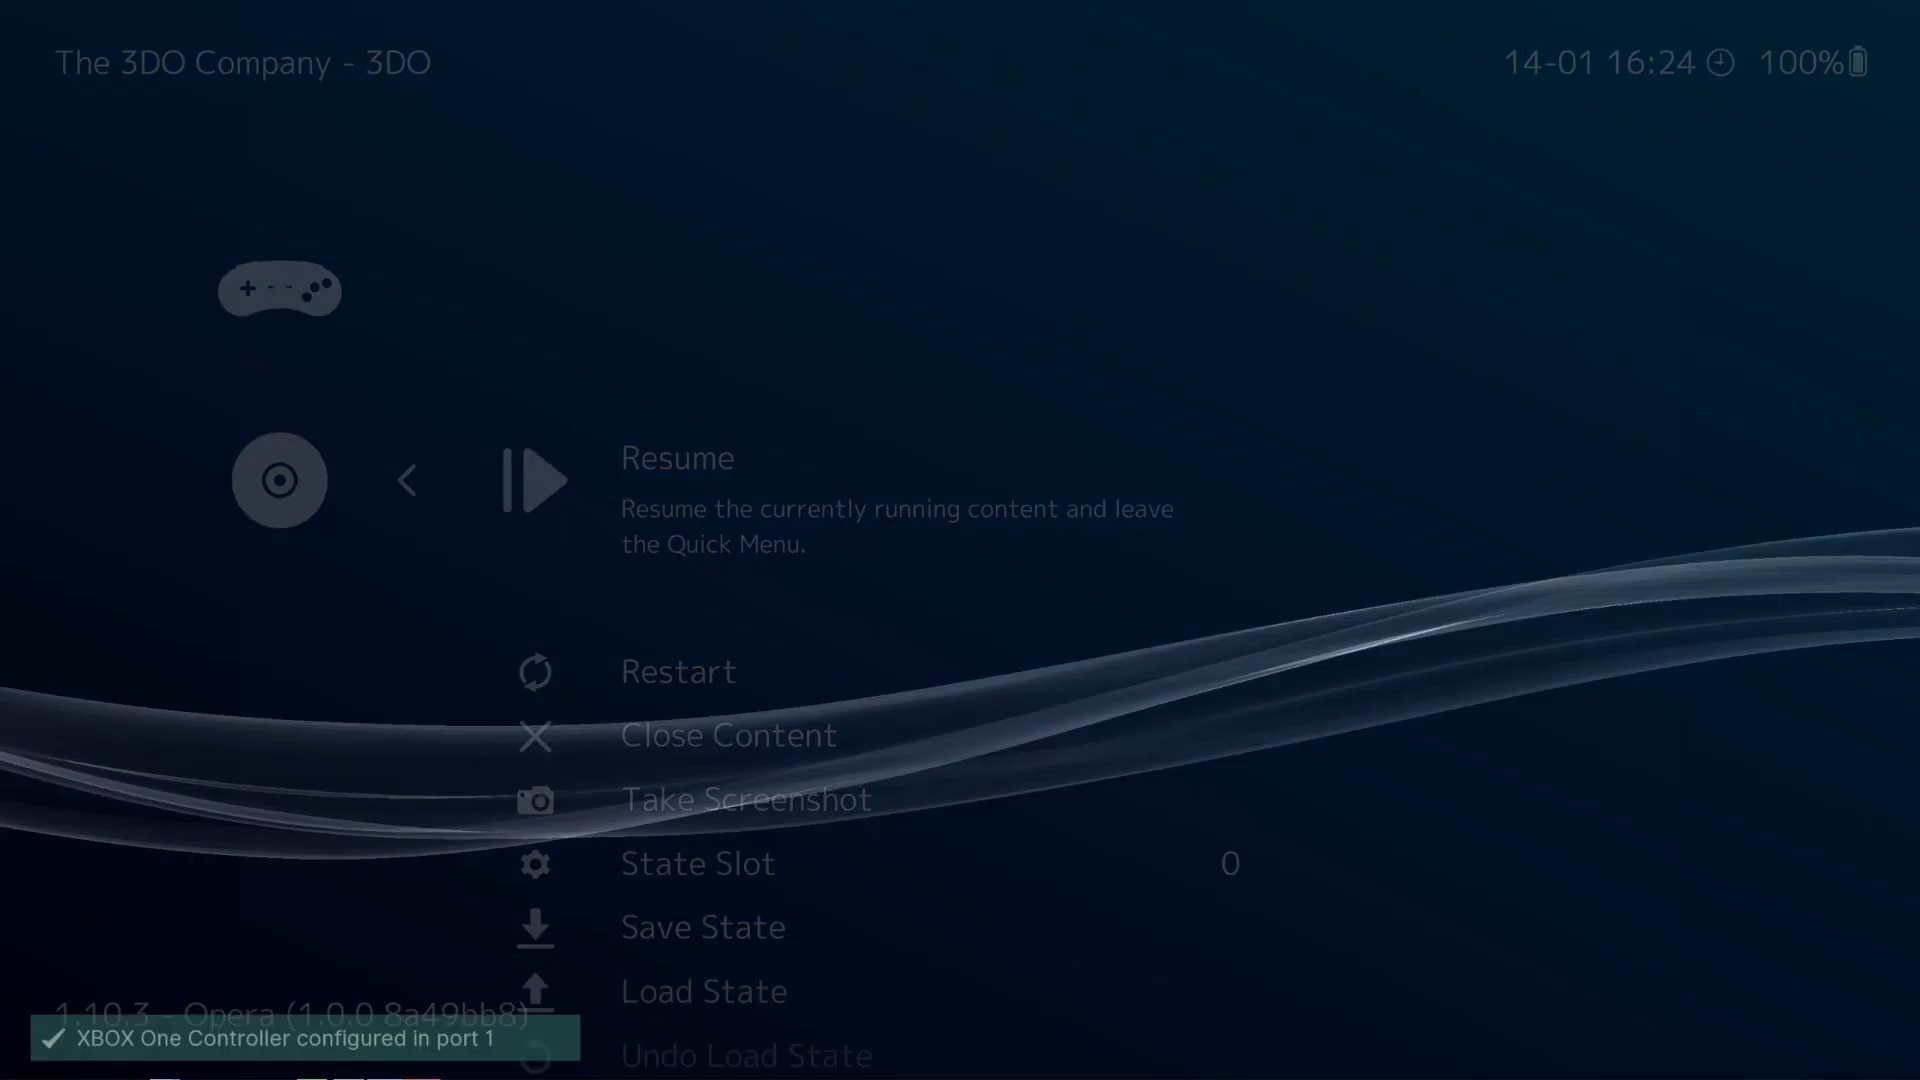 The 3DO Company - 3DO
14-01 16:24 100%
Resume
Resume the currently running content and leave
the Quick Menu.
Restart
Close Content
Take Screenshot
State Slot 0
Save State
Load State
1.10.3 - Opera (1.0.0 8a49bb8)
XBOX One Controller configured in port 1
Undo Load State